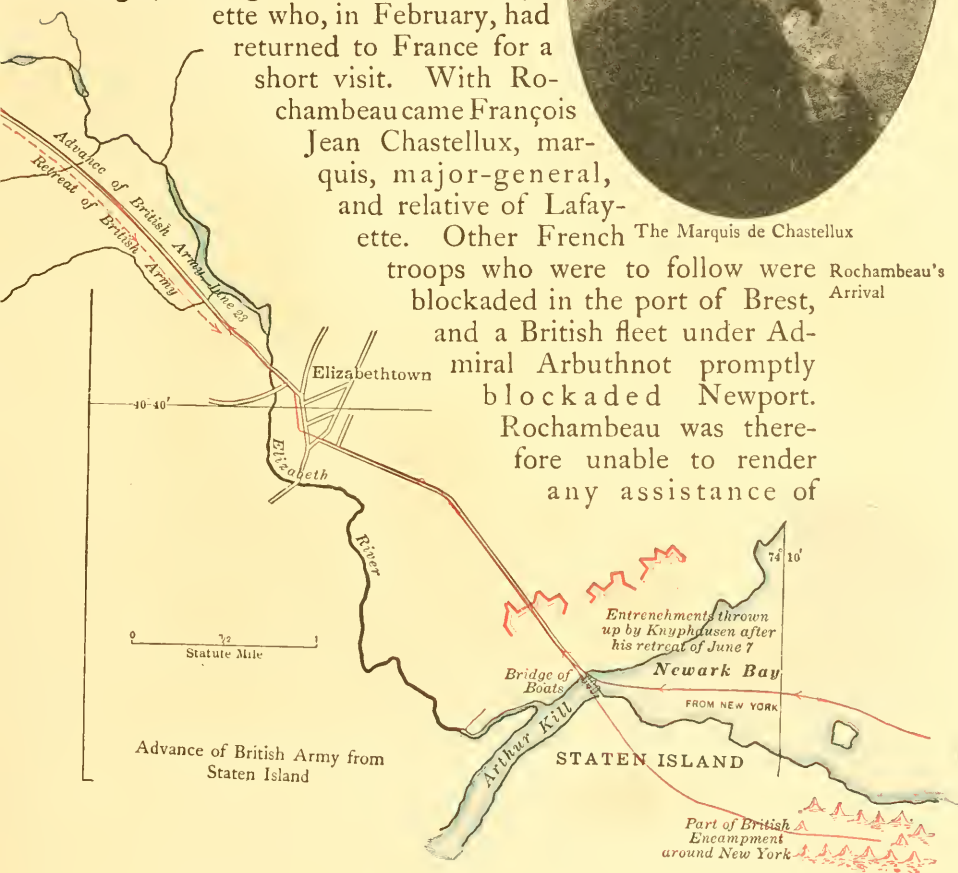 ette who, in February, had
returned to France for a
short visit. With Ro-
chambeau came François
Jean Chastellux, mar-
quis, major-general,
and relative of Lafay-
ette. Other French
troops who were to follow were
blockaded in the port of Brest,
and a British fleet under Ad-
miral Arbuthnot promptly
blockaded Newport.
Rochambeau was there-
fore unable to render
any assistance of
The Marquis de Chastellux
Rochambeau's
Arrival
Advance of British Army June 23
Retreat of British Army
Elizabethtown
40°40'
Elizabeth
River
0 1/2 1
Statute Mile
74° 10'
Entrenchments thrown
up by Knyphausen after
his retreat of June 7
Bridge of
Boats
Newark Bay
FROM NEW YORK
Arthur Kill
STATEN ISLAND
Advance of British Army from
Staten Island
Part of British
Encampment
around New York